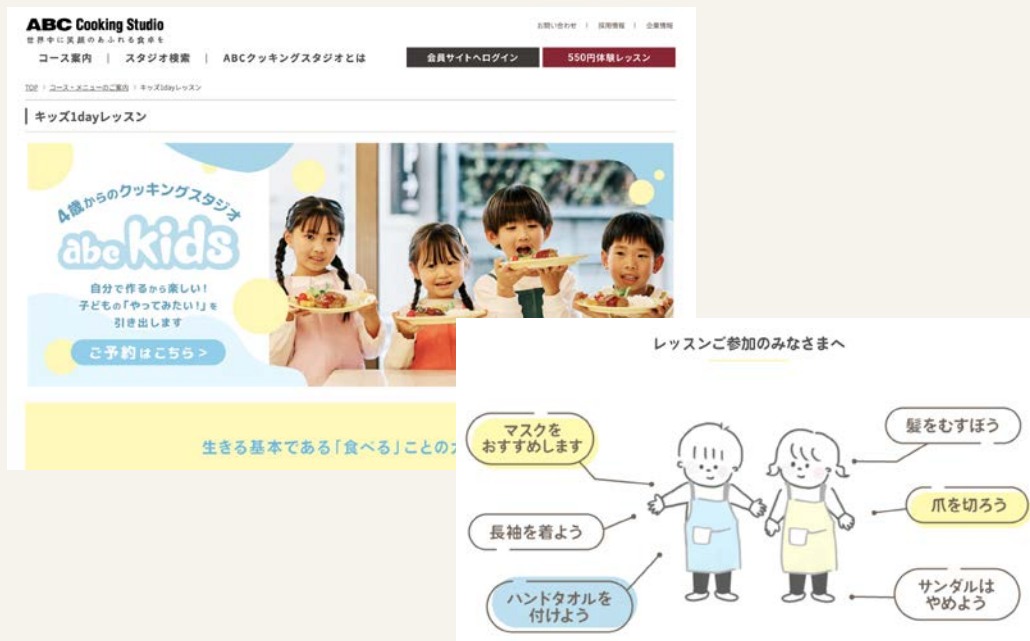 ABC Cooking Studio
世界中に笑顔のあふれる食卓を
お問い合わせ | 採用情報 | 企業情報
コース案内 | スタジオ検索 | ABCクッキングスタジオとは
会員サイトへログイン
550円体験レッスン
TOP | コース・メニューのご案内 | キッズ1dayレッスン
キッズ1dayレッスン
4歳からのクッキングスタジオ
abc kids
自分で作るから楽しい!
子どもの「やってみたい!」を
引き出します
ご予約はこちら >
生きる基本である「食べる」ことの
レッスンご参加のみなさまへ
マスクを
おすすめします
髪をむすぼう
長袖を着よう
爪を切ろう
ハンドタオルを
付けよう
サンダルは
やめよう